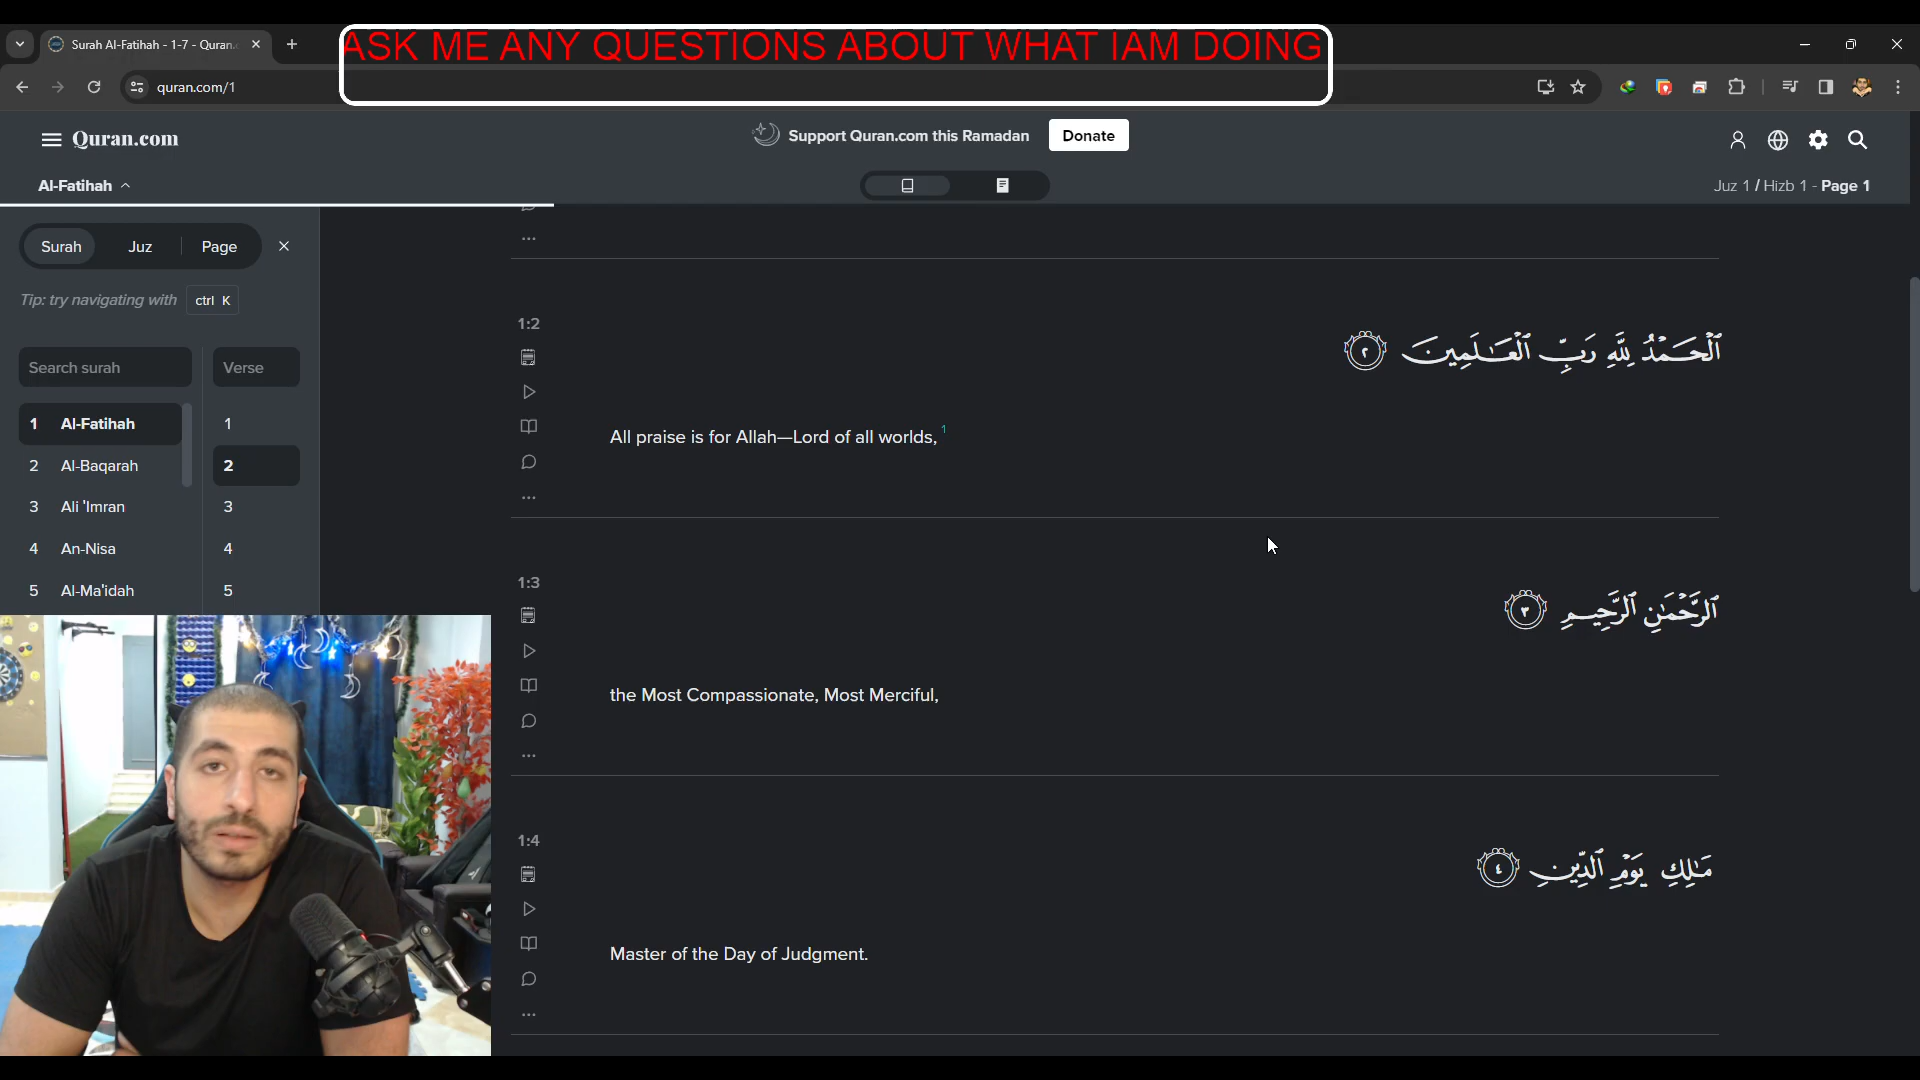 Surah Al-Fatihah - 1-7 - Quran.
ASK ME ANY QUESTIONS ABOUT WHAT IAM DOING
quran.com/1
Quran.com
Support Quran.com this Ramadan
Donate
Al-Fatihah
Juz 1 / Hizb 1 - Page 1
Surah
Juz
Page
Tip: try navigating with
ctrl K
Search surah
Verse
1 Al-Fatihah
2 Al-Baqarah
3 Ali 'Imran
4 An-Nisa
5 Al-Ma'idah
1
2
3
4
5
1:2
ٱلْحَمْدُ لِلَّهِ رَبِّ ٱلْعَـٰلَمِينَ ٢
All praise is for Allah—Lord of all worlds, 1
1:3
ٱلرَّحْمَـٰنِ ٱلرَّحِيمِ ٣
the Most Compassionate, Most Merciful,
1:4
مَـٰلِكِ يَوْمِ ٱلدِّينِ ٤
Master of the Day of Judgment.